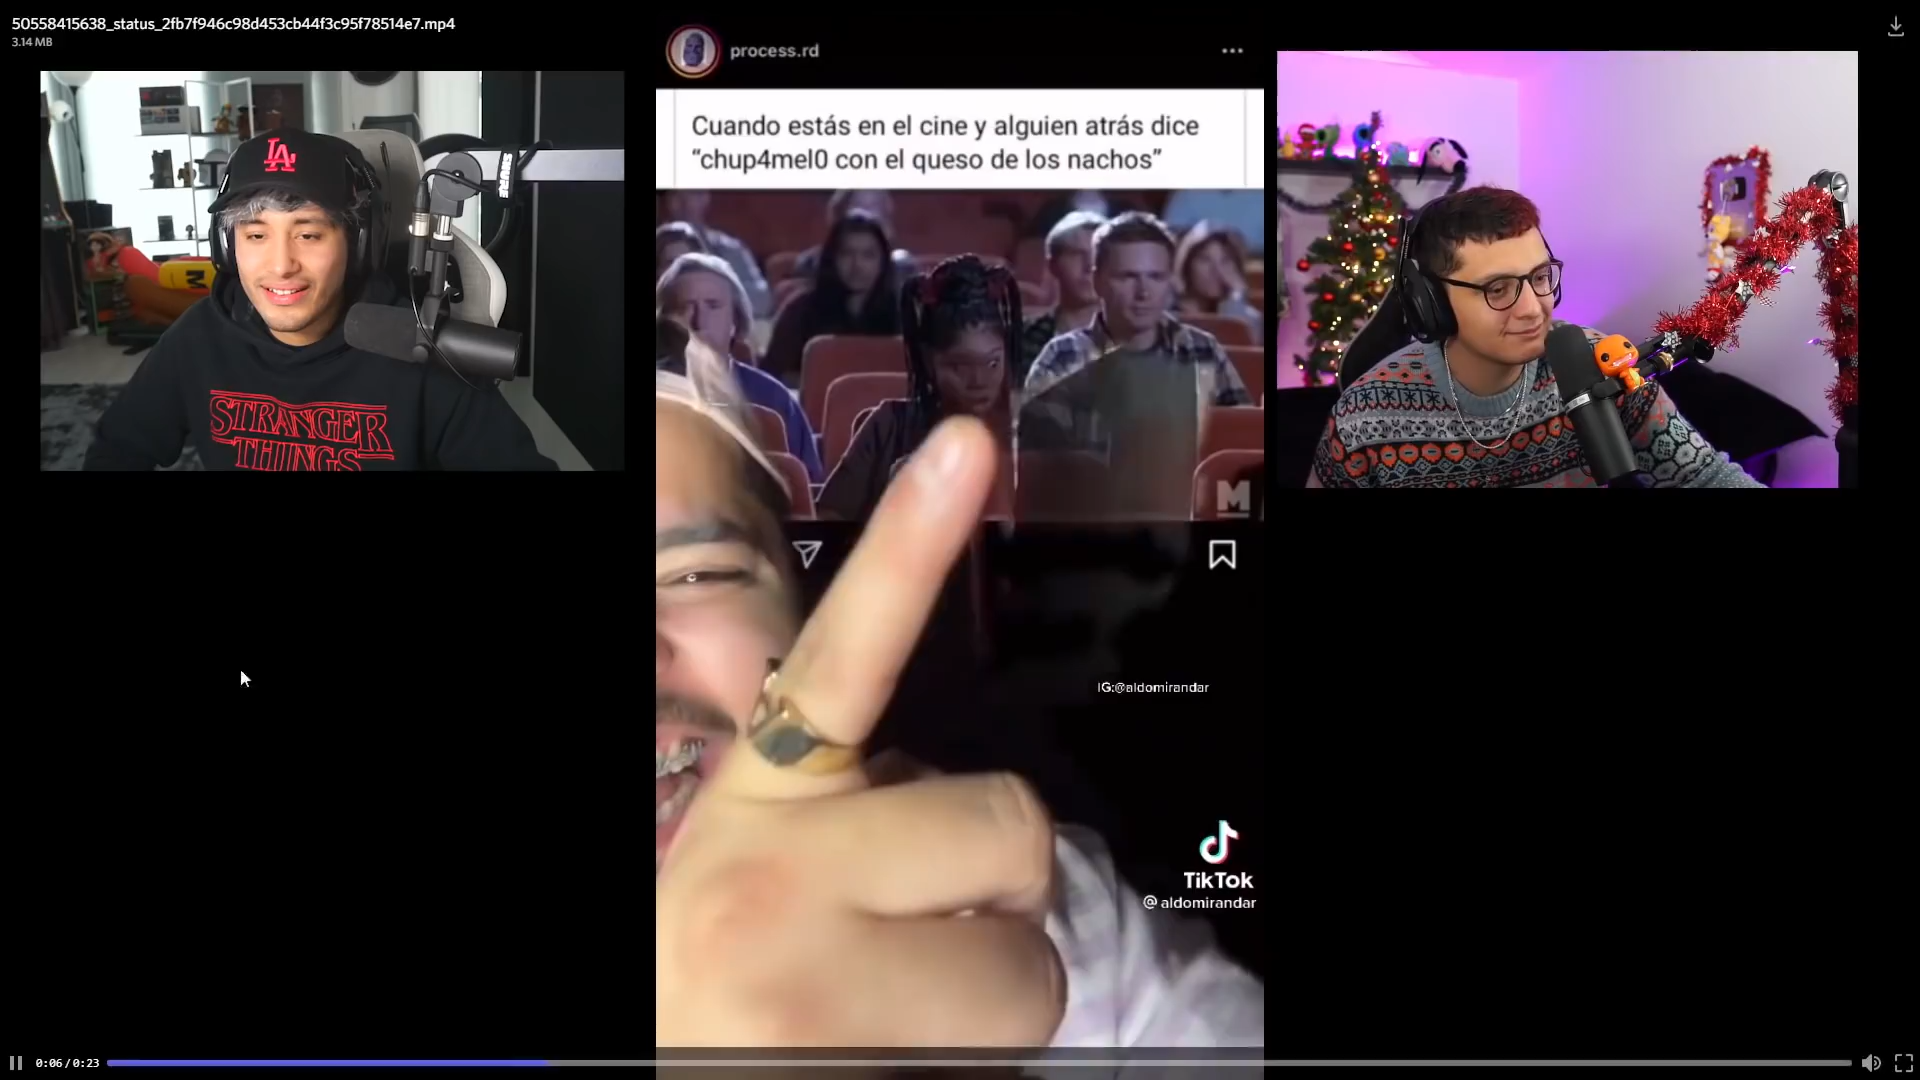 50558415638_status_2fb7f946c98d453cb44f3c95f78514e7.mp4
3.14 MB
process.rd
Cuando estás en el cine y alguien atrás dice
“chup4mel0 con el queso de los nachos”
LA
SHURE
STRANGER
THINGS
M
M
IG:@aldomirandar
TikTok
@aldomirandar
0:06/0:23